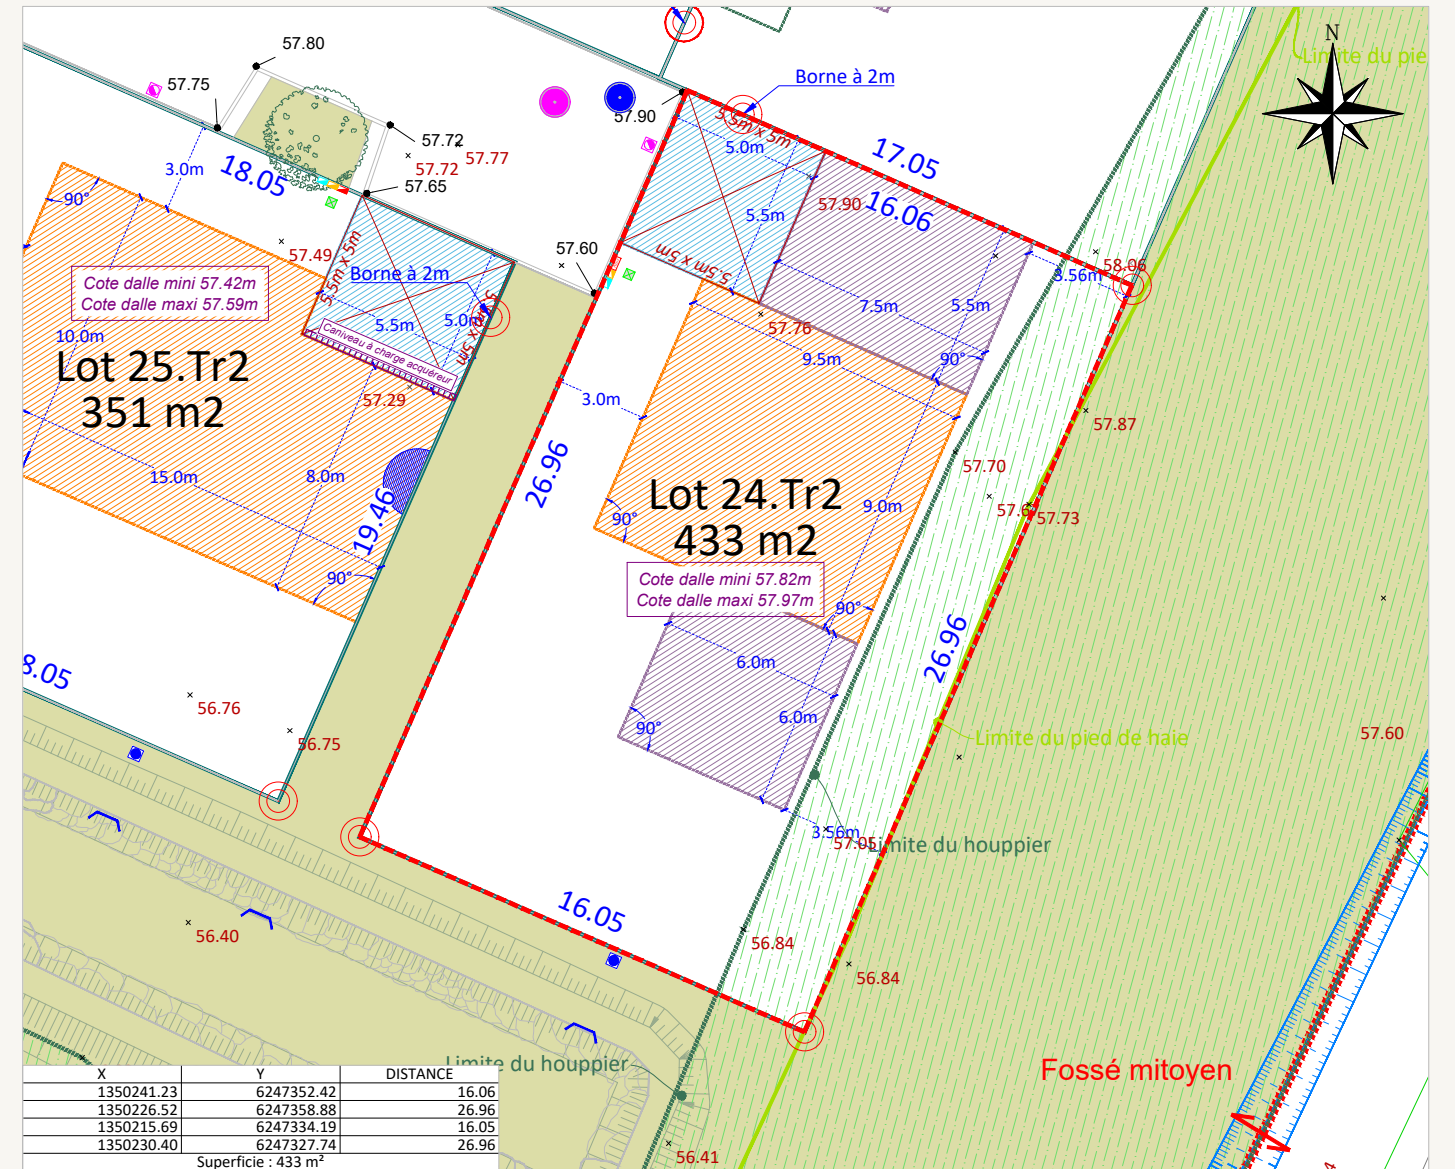 N
Limite du pie
57.80
57.75
57.72
57.72
57.77
57.65
57.90
Borne à 2m
5.5m x 5m
5.0m
17.05
16.06
57.90
3.0m
18.05
90°
57.49
57.60
5.5m
5.5m x 5m
58.06
3.56m
Cote dalle mini 57.42m
Cote dalle maxi 57.59m
5.5m x 5m
Borne à 2m
5.5m
5.0m
5.5m x 5m
Caniveau à charge acquéreur
7.5m
5.5m
57.76
9.5m
90°
10.0m
Lot 25.Tr2
351 m2
57.29
3.0m
57.87
15.0m
8.0m
19.46
26.96
57.70
Lot 24.Tr2
433 m2
9.0m
57.6
57.73
90°
90°
Cote dalle mini 57.82m
Cote dalle maxi 57.97m
90°
26.96
8.05
6.0m
6.0m
90°
56.76
56.75
Limite du pied de haie
57.60
3.56m
57.05
Limite du houppier
16.05
56.40
56.84
56.84
Limite du houppier
Fossé mitoyen
56.41
X Y DISTANCE
1350241.23 6247352.42 16.06
1350226.52 6247358.88 26.96
1350215.69 6247334.19 16.05
1350230.40 6247327.74 26.96
Superficie : 433 m²